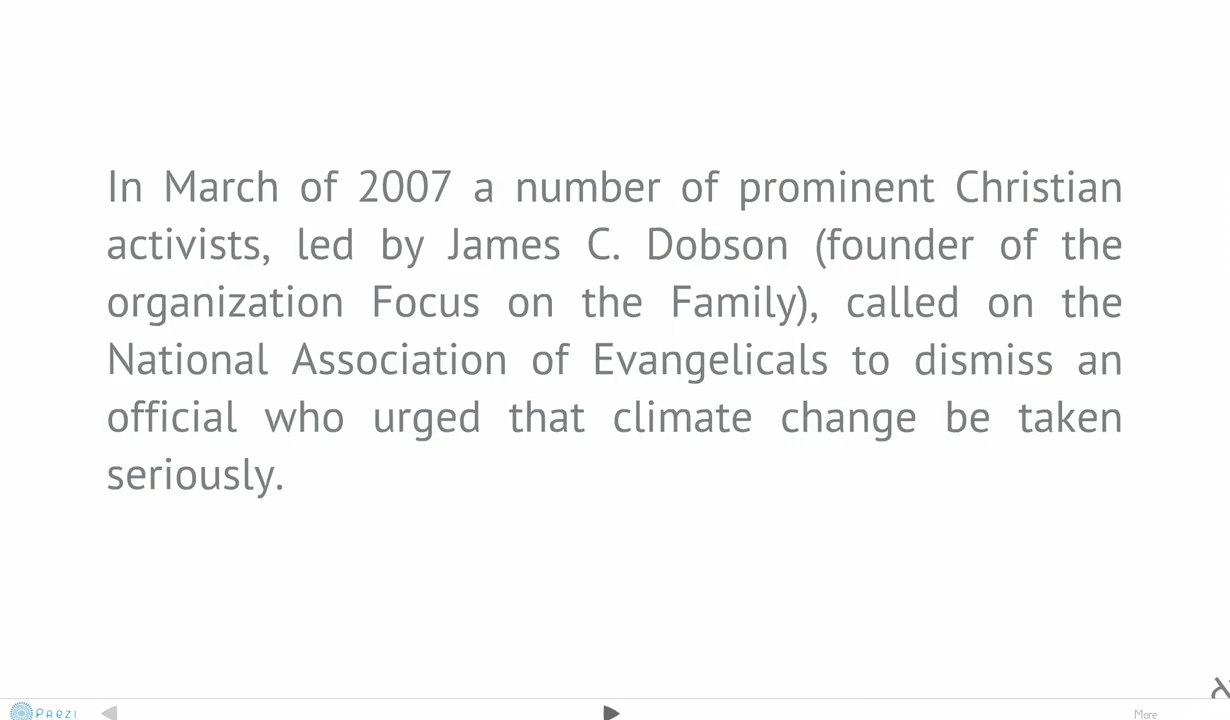 In March of 2007 a number of prominent Christian
activists, led by James C. Dobson (founder of the
organization Focus on the Family), called on the
National Association of Evangelicals to dismiss an
official who urged that climate change be taken
seriously.
Prezi
More